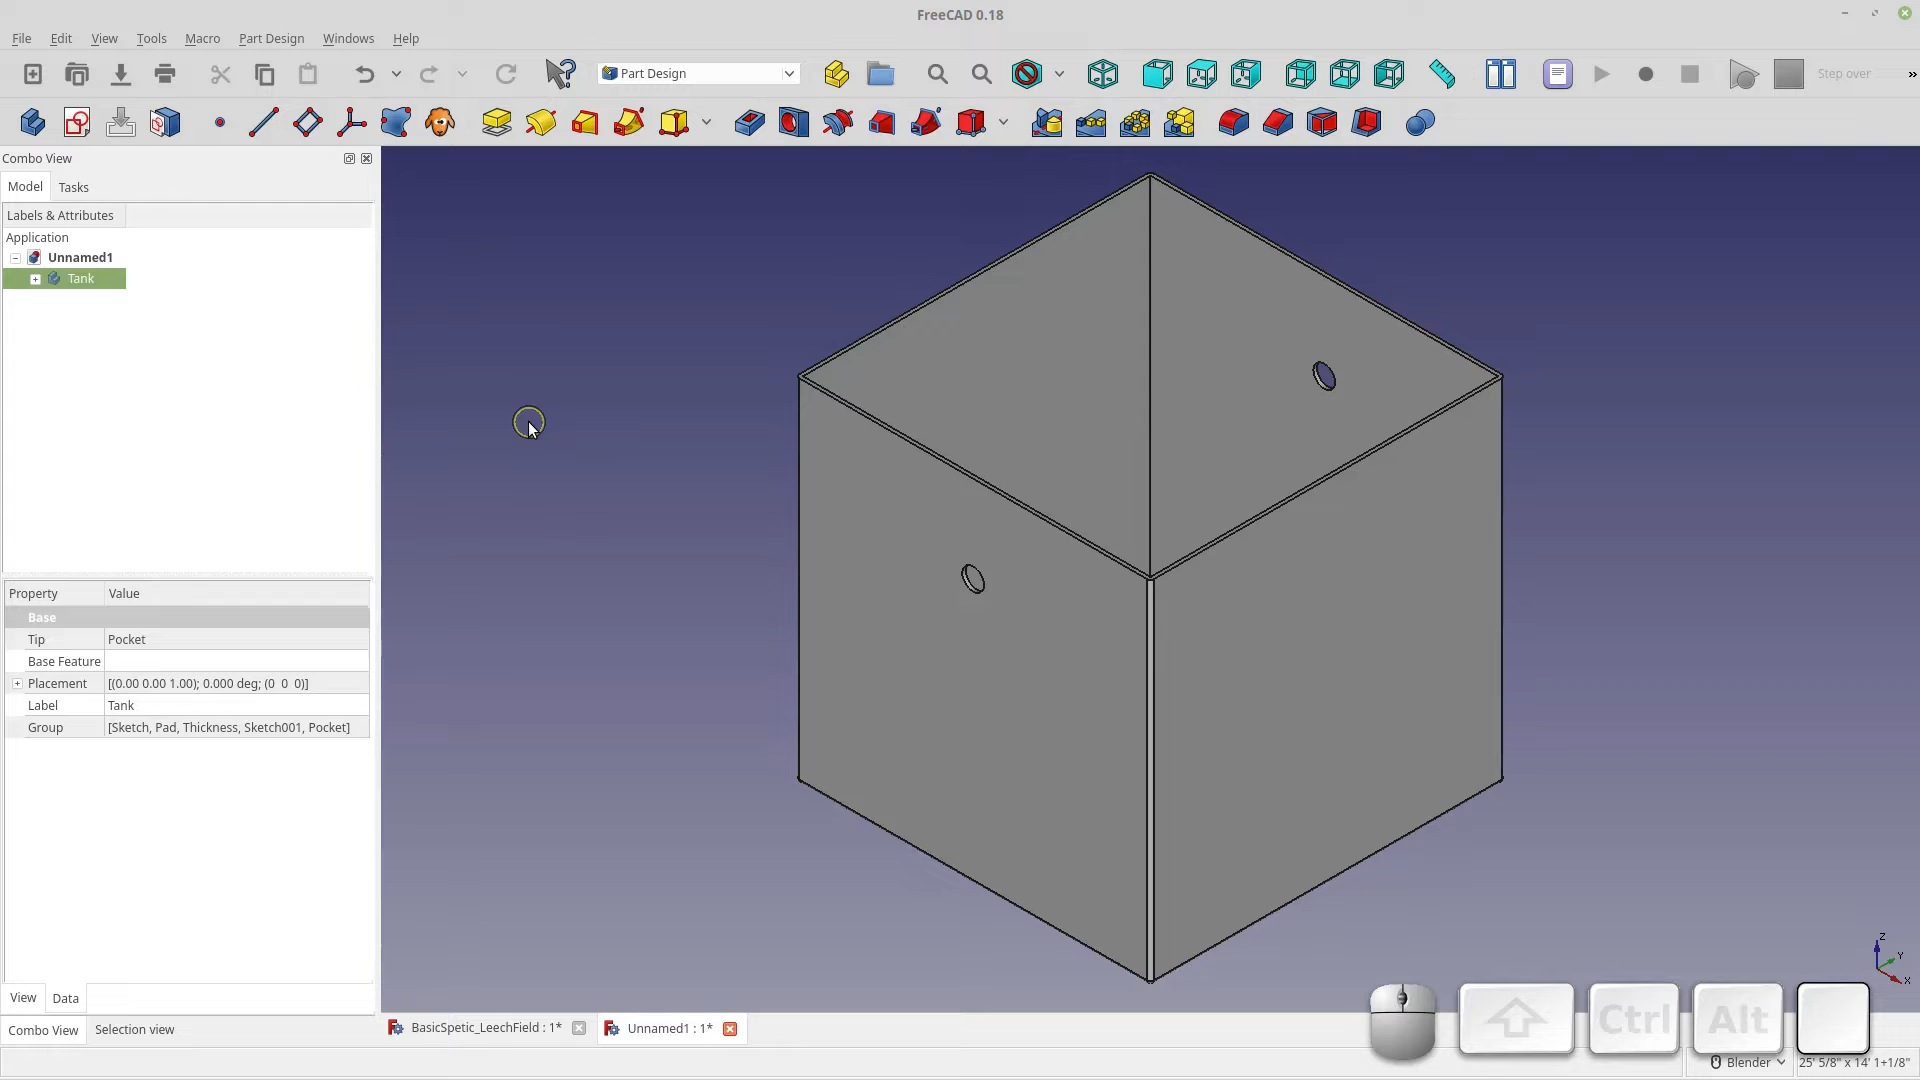 FreeCAD 0.18
File Edit View Tools Macro Part Design Windows Help
Part Design
Step over
»
Combo View
Model Tasks
Labels & Attributes
Application
Unnamed1
Tank
Property Value
Base
Tip Pocket
Base Feature
Placement [(0.00 0.00 1.00); 0.000 deg; (0 0 0)]
Label Tank
Group [Sketch, Pad, Thickness, Sketch001, Pocket]
Z
Y
X
View Data
Combo View Selection view
BasicSpetic_LeechField : 1*
Unnamed1 : 1*
Ctrl Alt
Blender
25' 5/8" x 14' 1+1/8"